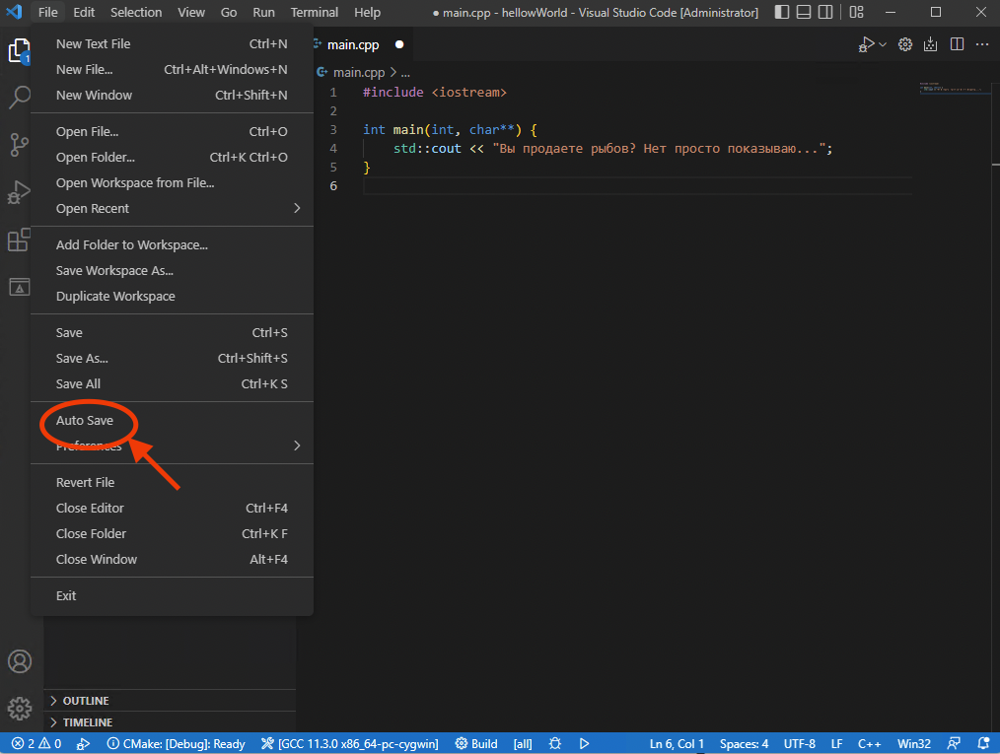 File Edit Selection View Go Run Terminal Help ● main.cpp - hellowWorld - Visual Studio Code [Administrator]
1
New Text File Ctrl+N
New File... Ctrl+Alt+Windows+N
New Window Ctrl+Shift+N
Open File... Ctrl+O
Open Folder... Ctrl+K Ctrl+O
Open Workspace from File...
Open Recent
Add Folder to Workspace...
Save Workspace As...
Duplicate Workspace
Save Ctrl+S
Save As... Ctrl+Shift+S
Save All Ctrl+K S
Auto Save
Preferences
Revert File
Close Editor Ctrl+F4
Close Folder Ctrl+K F
Close Window Alt+F4
Exit
OUTLINE
TIMELINE
main.cpp ●
main.cpp > ...
1 #include <iostream>
2
3 int main(int, char**) {
4 std::cout << "Вы продаете рыбов? Нет просто показываю...";
5 }
6
2 0 CMake: [Debug]: Ready [GCC 11.3.0 x86_64-pc-cygwin] Build [all] Ln 6, Col 1 Spaces: 4 UTF-8 LF C++ Win32